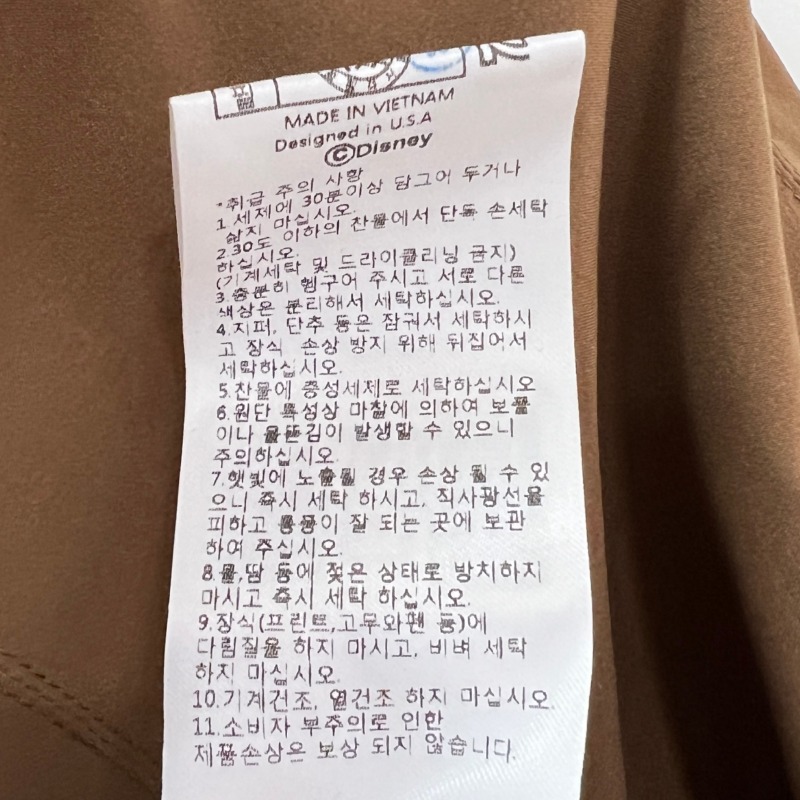 MADE IN VIETNAM
Designed in U.S.A
©Disney
*취급 주의 사항
1.세제에 30분이상 담그어 두거나
삶지 마십시오.
2.30도 이하의 찬물에서 단독 손세탁
하십시오.
(기계세탁 및 드라이클리닝 금지)
3.충분히 헹구어 주시고 서로 다른
색상은 분리해서 세탁하십시오.
4.지퍼, 단추 등은 잠궈서 세탁하시
고 장식 손상 방지 위해 뒤집어서
세탁하십시오.
5.찬물에 중성세제로 세탁하십시오
6.원단 특성상 마찰에 의하여 보풀
이나 올뜯김이 발생할 수 있으니
주의하십시오.
7.햇빛에 노출될 경우 손상 될 수 있
으니 즉시 세탁 하시고, 직사광선을
피하고 통풍이 잘 되는 곳에 보관
하여 주십시오.
8.물,땀 등에 젖은 상태로 방치하지
마시고 즉시 세탁 하십시오.
9.장식(프린트,고무와펜 등)에
다림질을 하지 마시고, 비벼 세탁
하지 마십시오.
10.기계건조, 열건조 하지 마십시오.
11.소비자 부주의로 인한
제품손상은 보상 되지 않습니다.